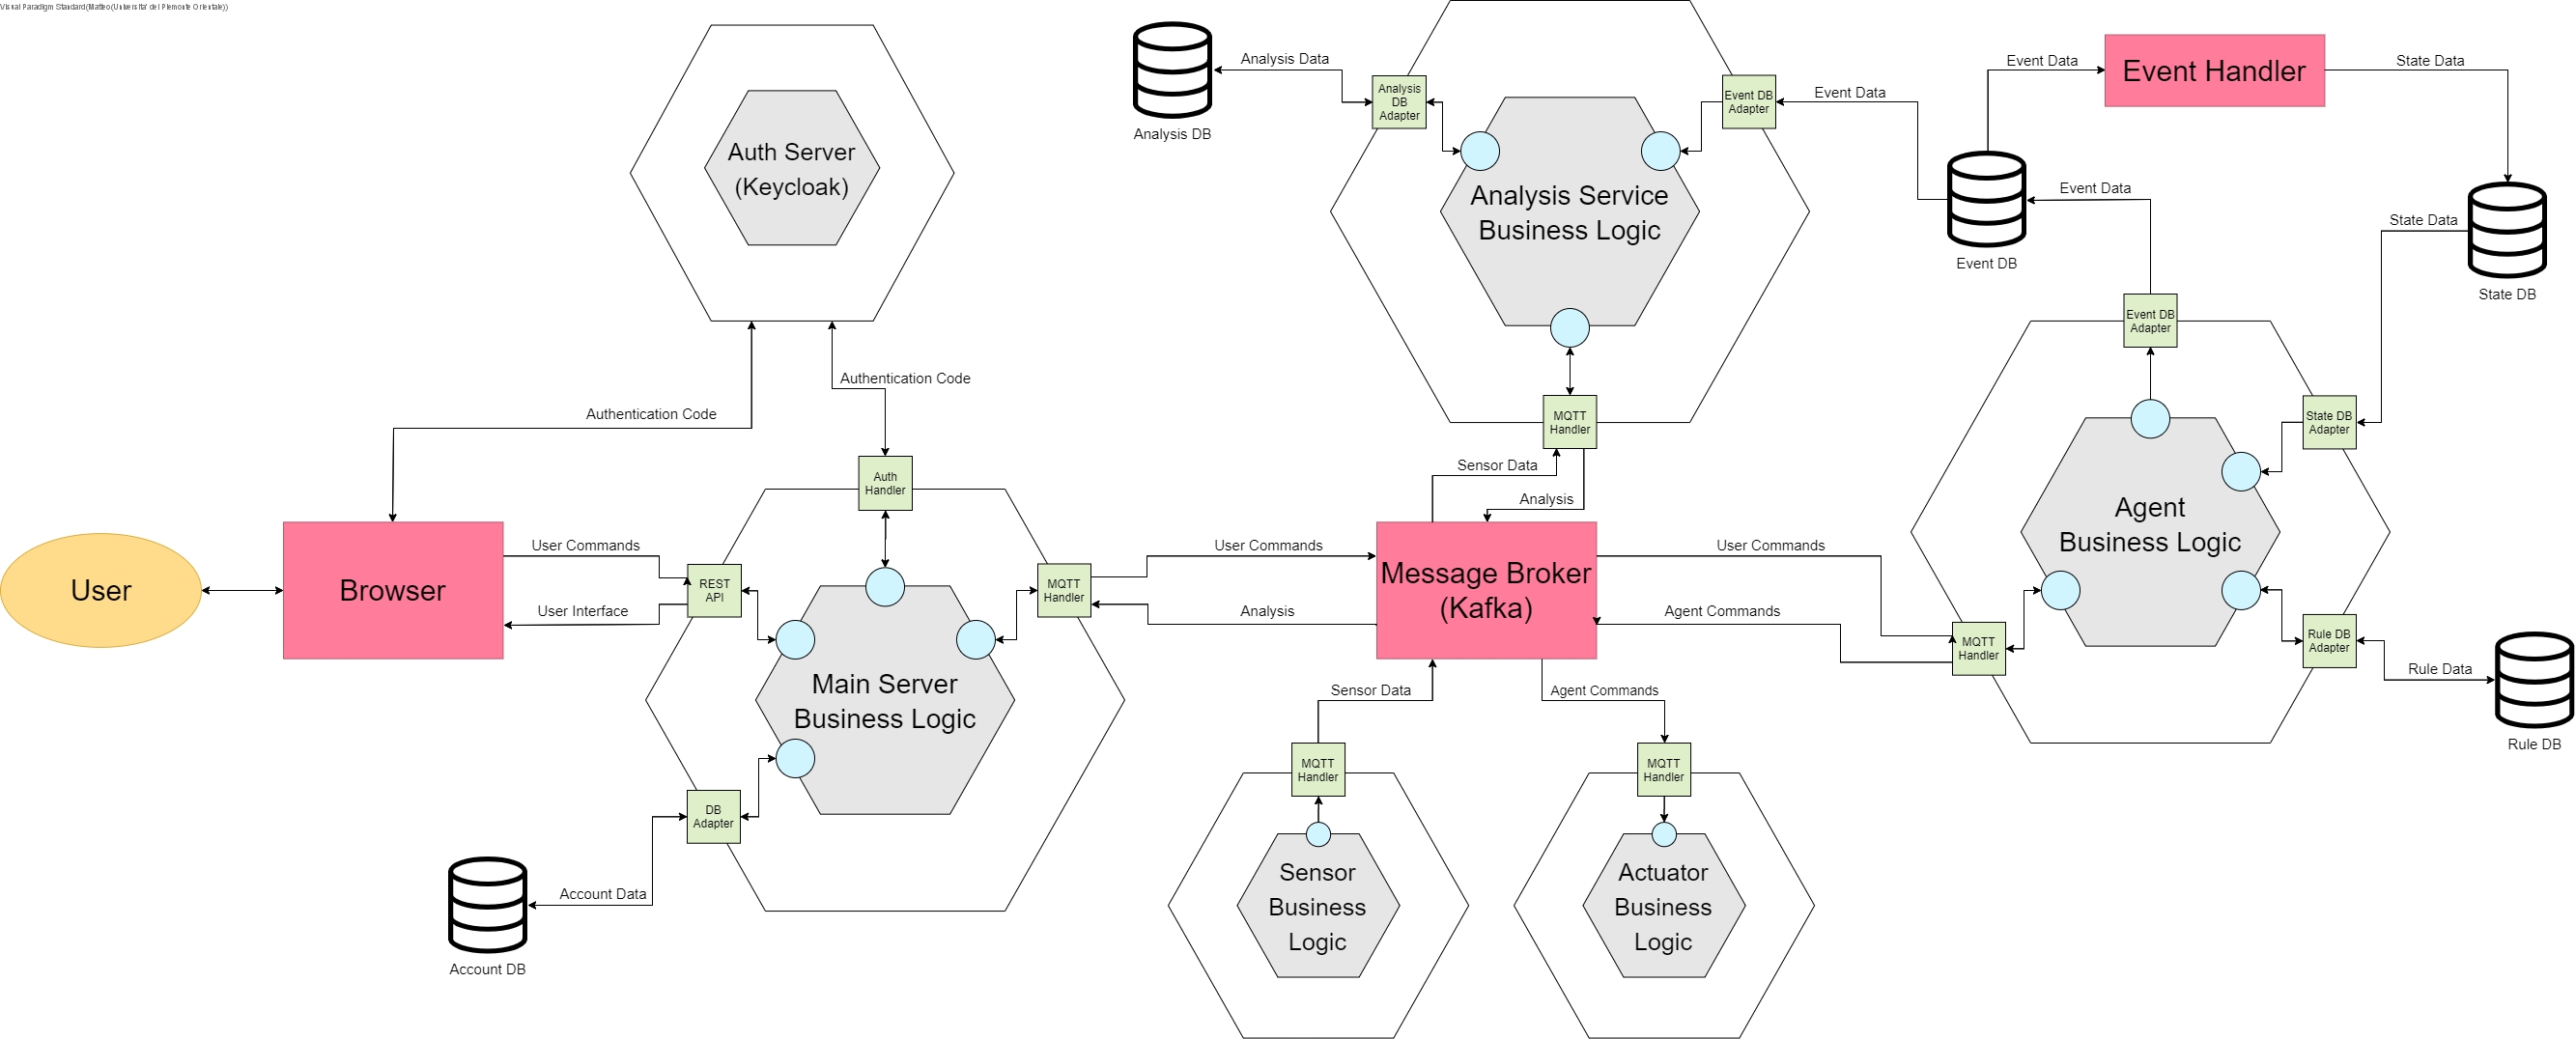 Visual Paradigm Standard(Matteo(Universita' del Piemonte Orientale))
Auth Server
(Keycloak)
Authentication Code
Authentication Code
Auth
Handler
User
Browser
User Commands
User Interface
REST
API
MQTT
Handler
Main Server
Business Logic
DB
Adapter
Account Data
Account DB
User Commands
Analysis
Analysis DB
Analysis Data
Analysis
DB
Adapter
Event DB
Adapter
Analysis Service
Business Logic
MQTT
Handler
Sensor Data
Analysis
Message Broker
(Kafka)
Sensor Data
Agent Commands
MQTT
Handler
Sensor
Business
Logic
MQTT
Handler
Actuator
Business
Logic
User Commands
Agent Commands
Event Data
Event Data
Event Handler
State Data
Event Data
Event DB
State Data
State DB
Event DB
Adapter
State DB
Adapter
Agent
Business Logic
MQTT
Handler
Rule DB
Adapter
Rule Data
Rule DB